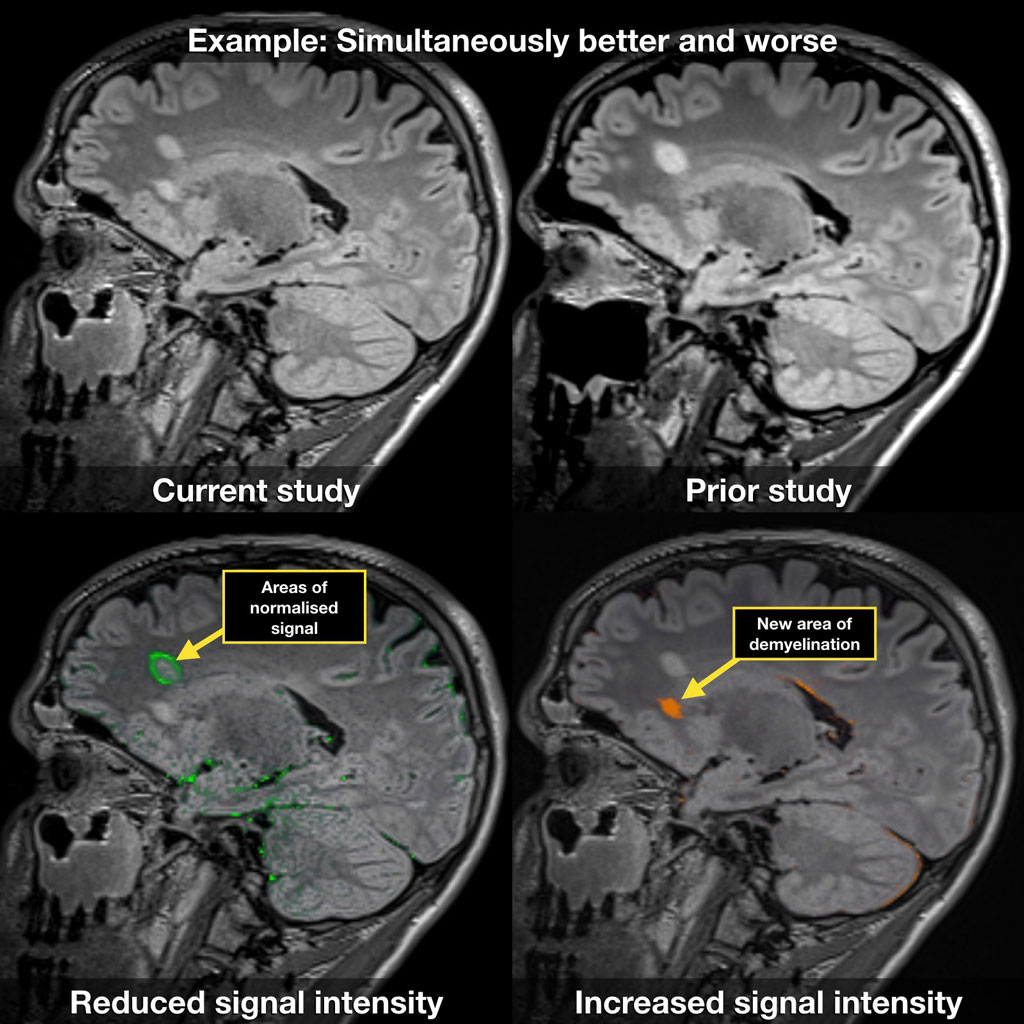 Example: Simultaneously better and worse
Current study
Prior study
Areas of
normalised
signal
New area of
demyelination
Reduced signal intensity
Increased signal intensity